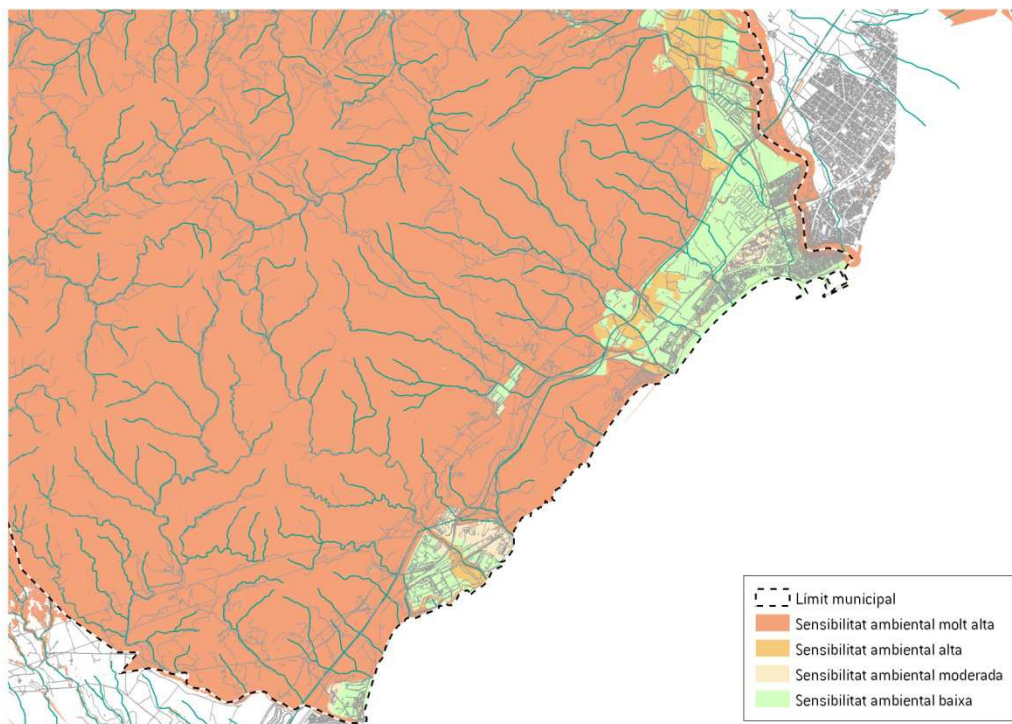 Límit municipal
Sensibilitat ambiental molt alta
Sensibilitat ambiental alta
Sensibilitat ambiental moderada
Sensibilitat ambiental baixa